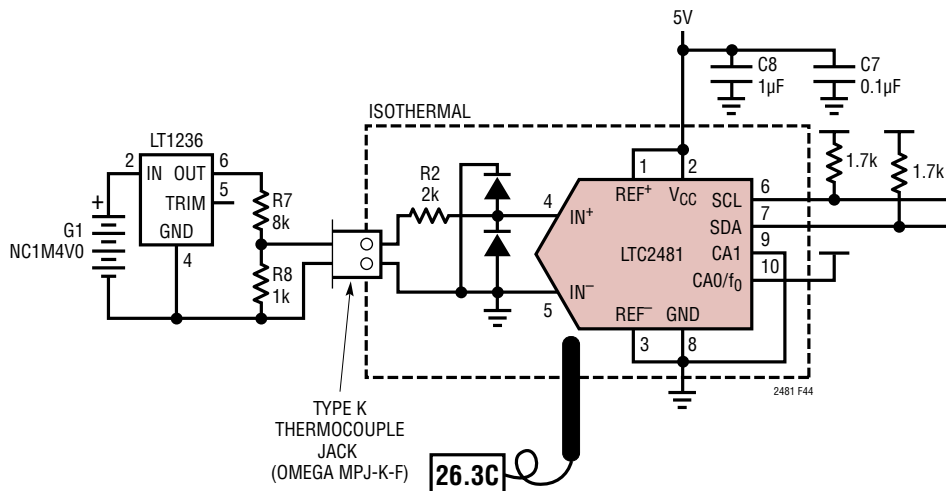 5V
C8
1µF
C7
0.1µF
ISOTHERMAL
LT1236
2
IN
OUT
6
TRIM
5
GND
4
+
G1
NC1M4V0
R7
8k
R8
1k
R2
2k
1
2
REF+
VCC
4
IN+
LTC2481
IN–
5
REF–
GND
3
8
SCL
6
SDA
7
CA1
9
CA0/f0
10
1.7k
1.7k
2481 F44
TYPE K
THERMOCOUPLE
JACK
(OMEGA MPJ-K-F)
26.3C